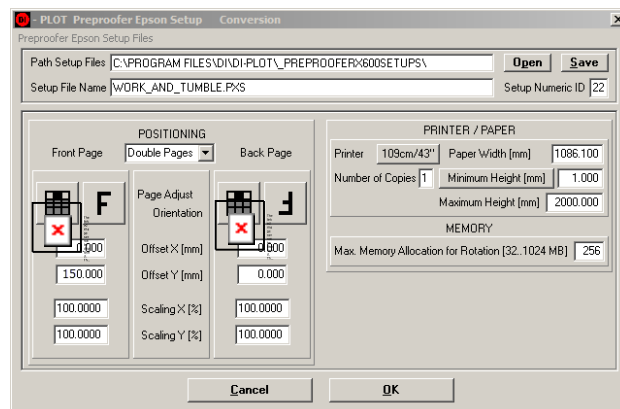 - PLOT Preproofer Epson Setup Conversion
Preproofer Epson Setup Files
Path Setup Files C:\PROGRAM FILES\DI\DI-PLOT\_PREPROOFERX600SETUPS\ Open Save
Setup File Name WORK_AND_TUMBLE.PXS Setup Numeric ID 22
POSITIONING
Front Page Double Pages Back Page
F Page Adjust
Orientation
Offset X [mm]
150.000 Offset Y [mm] 0.000
100.0000 Scaling X [%] 100.0000
100.0000 Scaling Y [%] 100.0000
PRINTER / PAPER
Printer 109cm/43" Paper Width [mm] 1086.100
Number of Copies 1 Minimum Height [mm] 1.000
Maximum Height [mm] 2000.000
MEMORY
Max. Memory Allocation for Rotation [32..1024 MB] 256
Cancel OK